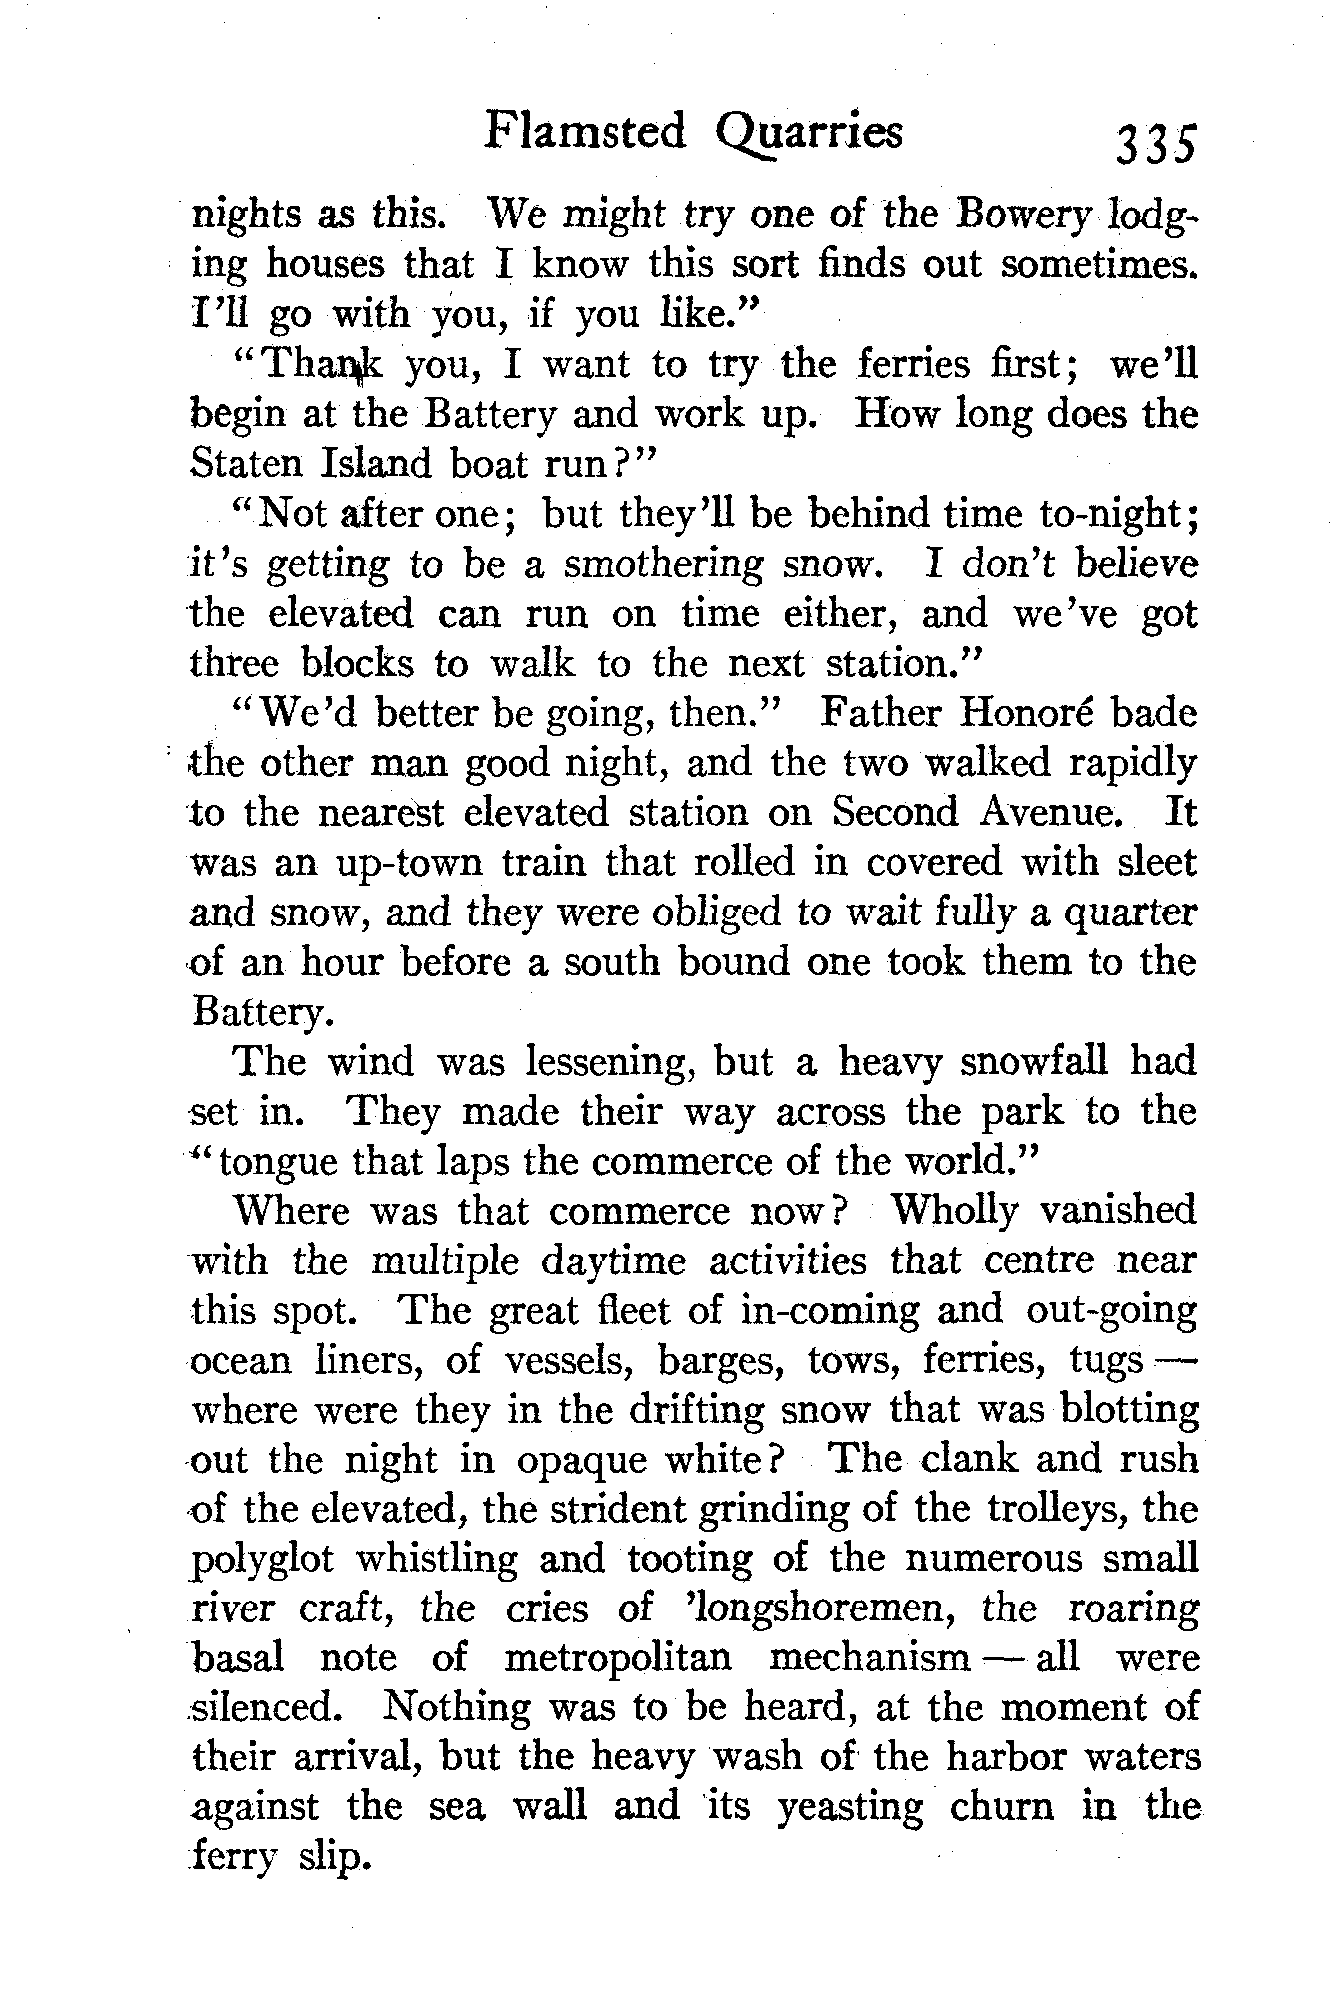 Flamsted Quarries 335
nights as this. We might try one of the Bowery lodg-
ing houses that I know this sort finds out sometimes.
I'll go with you, if you like."
"Thank you, I want to try the ferries first; we'll
begin at the Battery and work up. How long does the
Staten Island boat run?"
"Not after one; but they'll be behind time to-night;
it's getting to be a smothering snow. I don't believe
the elevated can run on time either, and we've got
three blocks to walk to the next station."
"We'd better be going, then." Father Honoré bade
the other man good night, and the two walked rapidly
to the nearest elevated station on Second Avenue. It
was an up-town train that rolled in covered with sleet
and snow, and they were obliged to wait fully a quarter
of an hour before a south bound one took them to the
Battery.
The wind was lessening, but a heavy snowfall had
set in. They made their way across the park to the
"tongue that laps the commerce of the world."
Where was that commerce now? Wholly vanished
with the multiple daytime activities that centre near
this spot. The great fleet of in-coming and out-going
ocean liners, of vessels, barges, tows, ferries, tugs —
where were they in the drifting snow that was blotting
out the night in opaque white? The clank and rush
of the elevated, the strident grinding of the trolleys, the
polyglot whistling and tooting of the numerous small
river craft, the cries of 'longshoremen, the roaring
basal note of metropolitan mechanism — all were
silenced. Nothing was to be heard, at the moment of
their arrival, but the heavy wash of the harbor waters
against the sea wall and its yeasting churn in the
ferry slip.